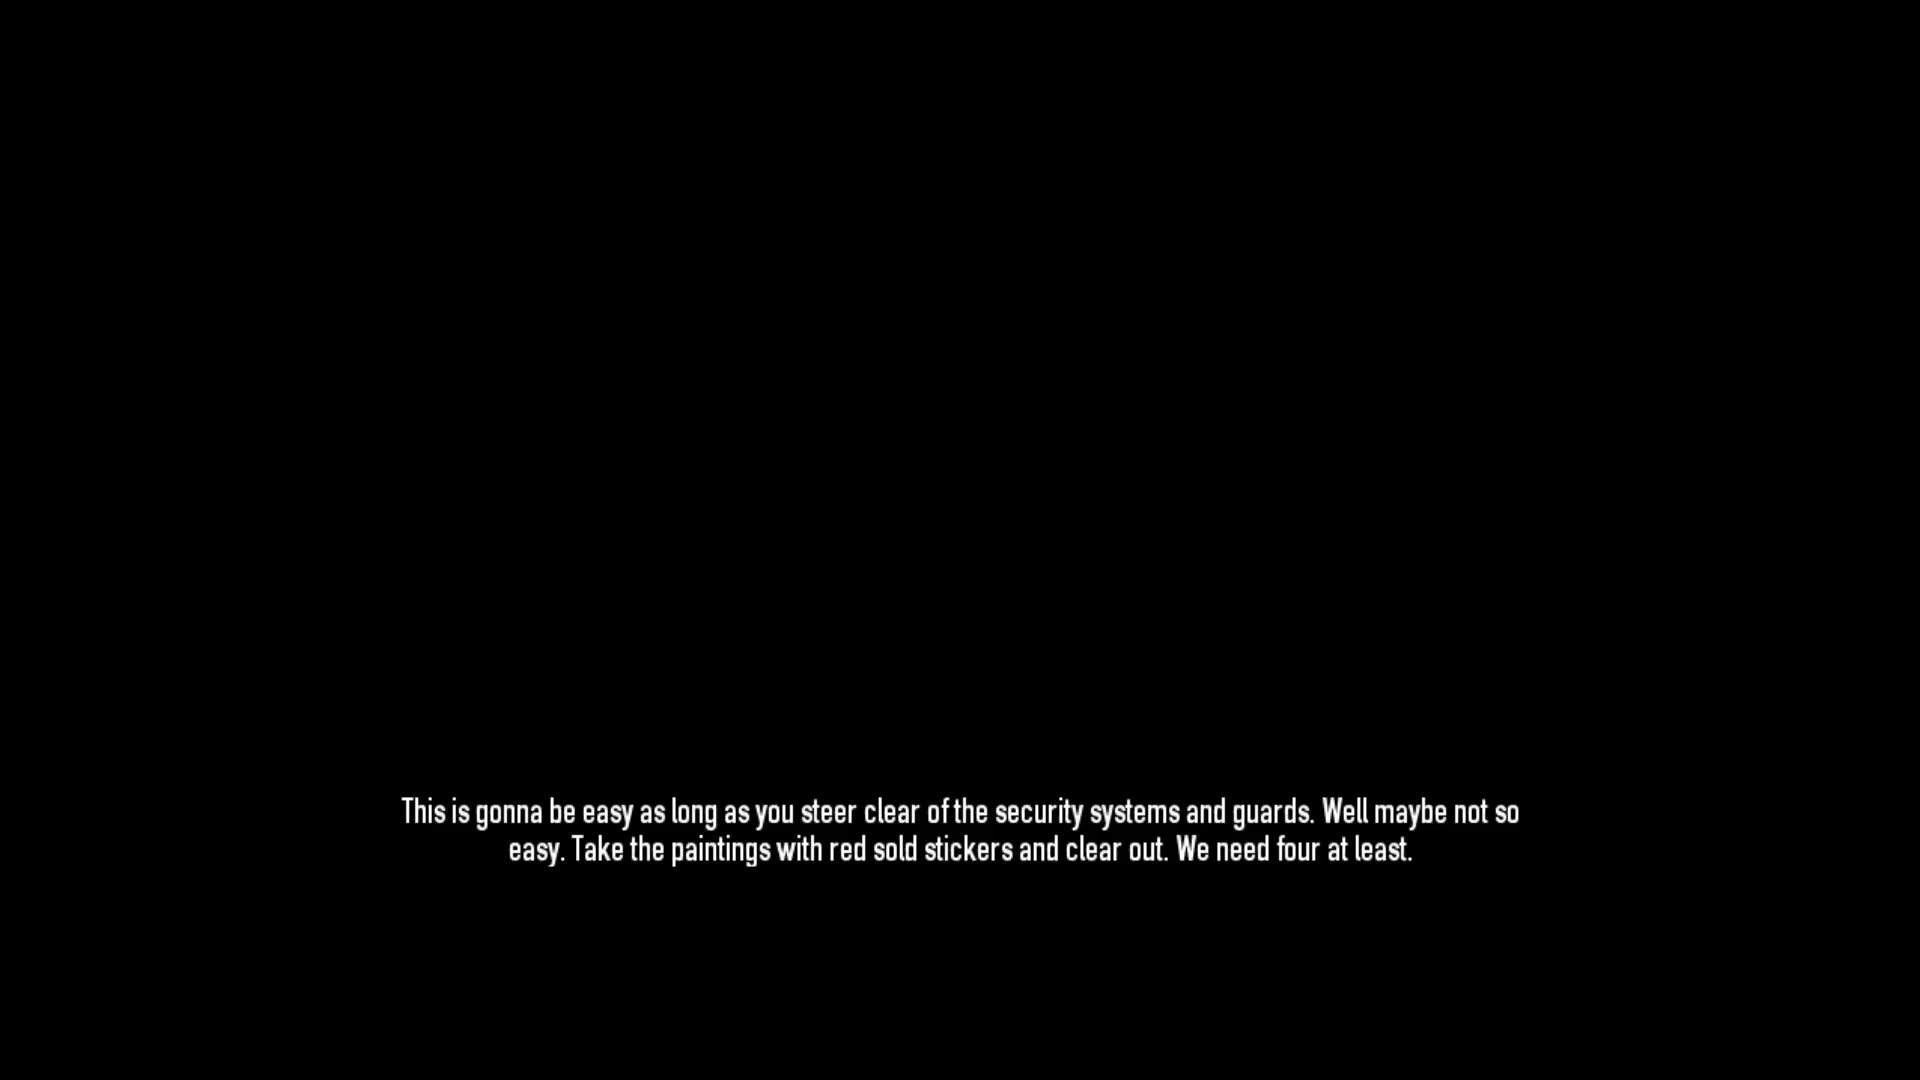 This is gonna be easy as long as you steer clear of the security systems and guards. Well maybe not so
easy. Take the paintings with red sold stickers and clear out. We need four at least.